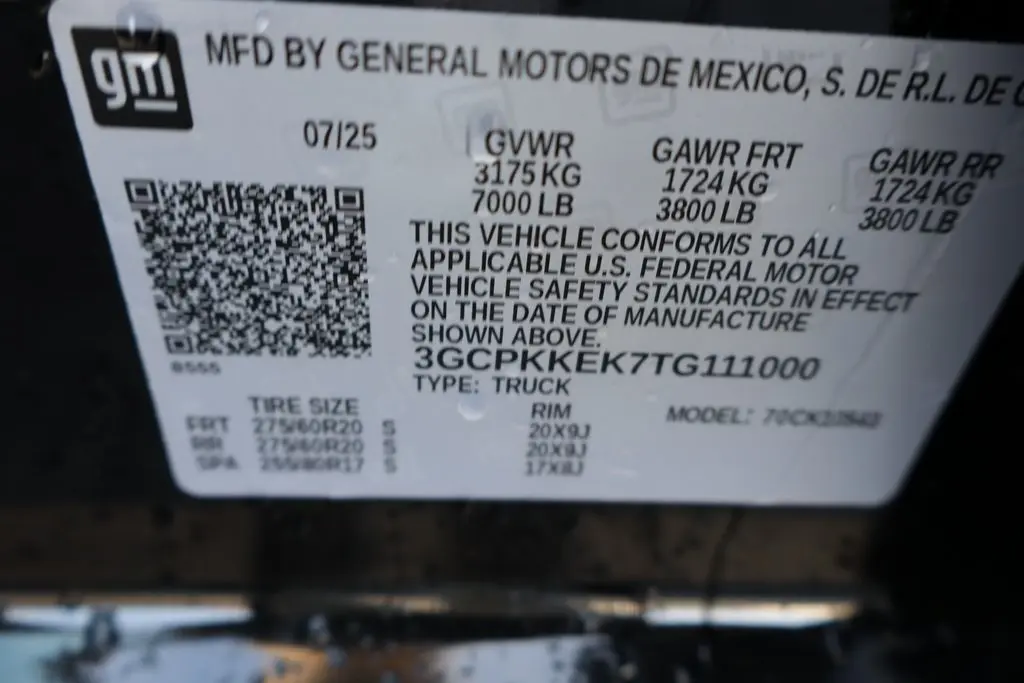 gm
MFD BY GENERAL MOTORS DE MEXICO, S. DE R.L. DE
07/25
GVWR GAWR FRT GAWR RR
3175 KG 1724 KG 1724 KG
7000 LB 3800 LB 3800 LB
THIS VEHICLE CONFORMS TO ALL
APPLICABLE U.S. FEDERAL MOTOR
VEHICLE SAFETY STANDARDS IN EFFECT
ON THE DATE OF MANUFACTURE
SHOWN ABOVE.
3GCPKKEK7TG111000
TYPE: TRUCK
TIRE SIZE RIM MODEL:
FRT 275/60R20 S 20X9J
RR 275/60R20 S 20X9J
SPA 255/80R17 S 17X8J